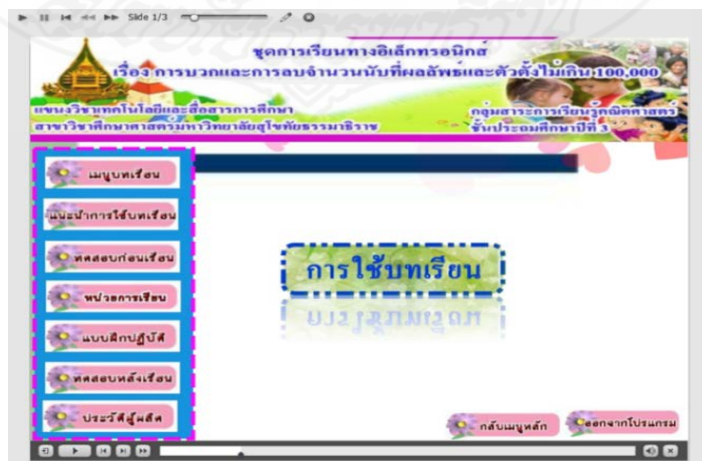 Slide 1/3
ชุดการเรียนทางอิเล็กทรอนิกส์
เรื่อง การบวกและการลบจำนวนนับที่ผลลัพธ์และตัวตั้งไม่เกิน 100,000
แขนงวิชาเทคโนโลยีและสื่อสารการศึกษา
สาขาวิชาศึกษาศาสตร์มหาวิทยาลัยสุโขทัยธรรมาธิราช
กลุ่มสาระการเรียนรู้คณิตศาสตร์
ชั้นประถมศึกษาปีที่ 3
เมนูบทเรียน
แนะนำการใช้บทเรียน
ทดสอบก่อนเรียน
หน่วยการเรียน
แบบฝึกปฏิบัติ
ทดสอบหลังเรียน
ประวัติผู้ผลิต
การใช้บทเรียน
กลับเมนูหลัก
ออกจากโปรแกรม